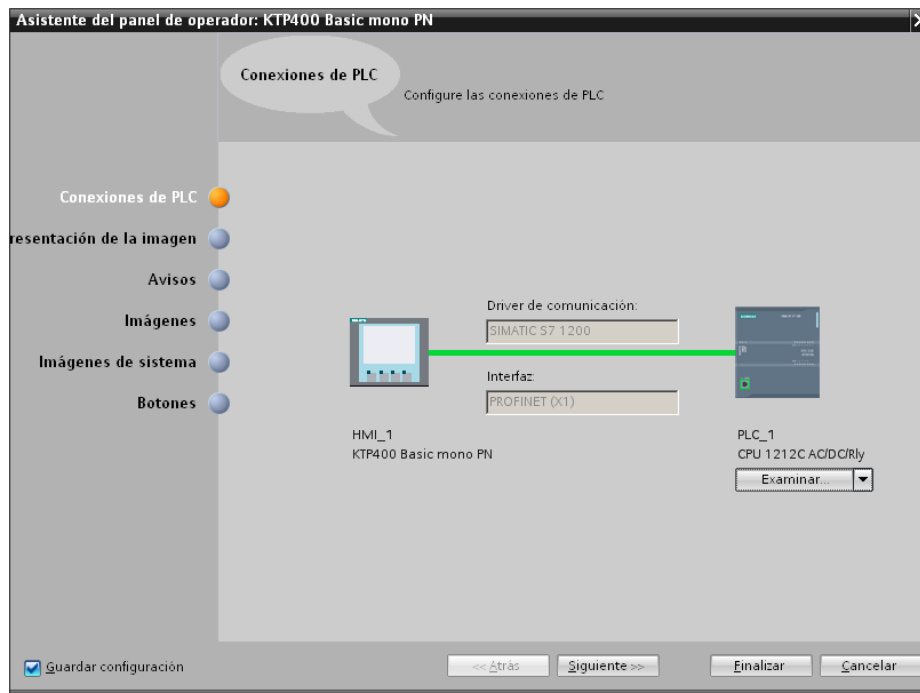 Asistente del panel de operador: KTP400 Basic mono PN
Conexiones de PLC
Configure las conexiones de PLC
Conexiones de PLC
resentación de la imagen
Avisos
Imágenes
Imágenes de sistema
Botones
Driver de comunicación:
SIMATIC S7 1200
Interfaz:
PROFINET (X1)
HMI_1
KTP400 Basic mono PN
PLC_1
CPU 1212C AC/DC/Rly
Examinar...
Guardar configuración
<< Atrás
Siguiente >>
Finalizar
Cancelar